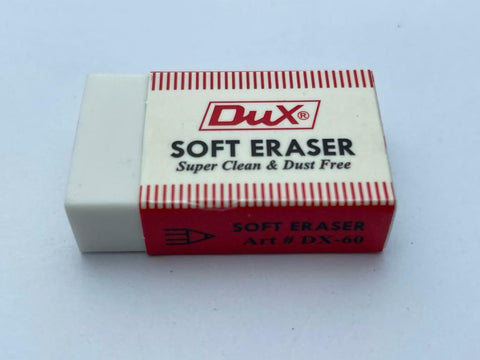 Dux®
SOFT ERASER
Super Clean & Dust Free
SOFT ERASER
Art # DX-60